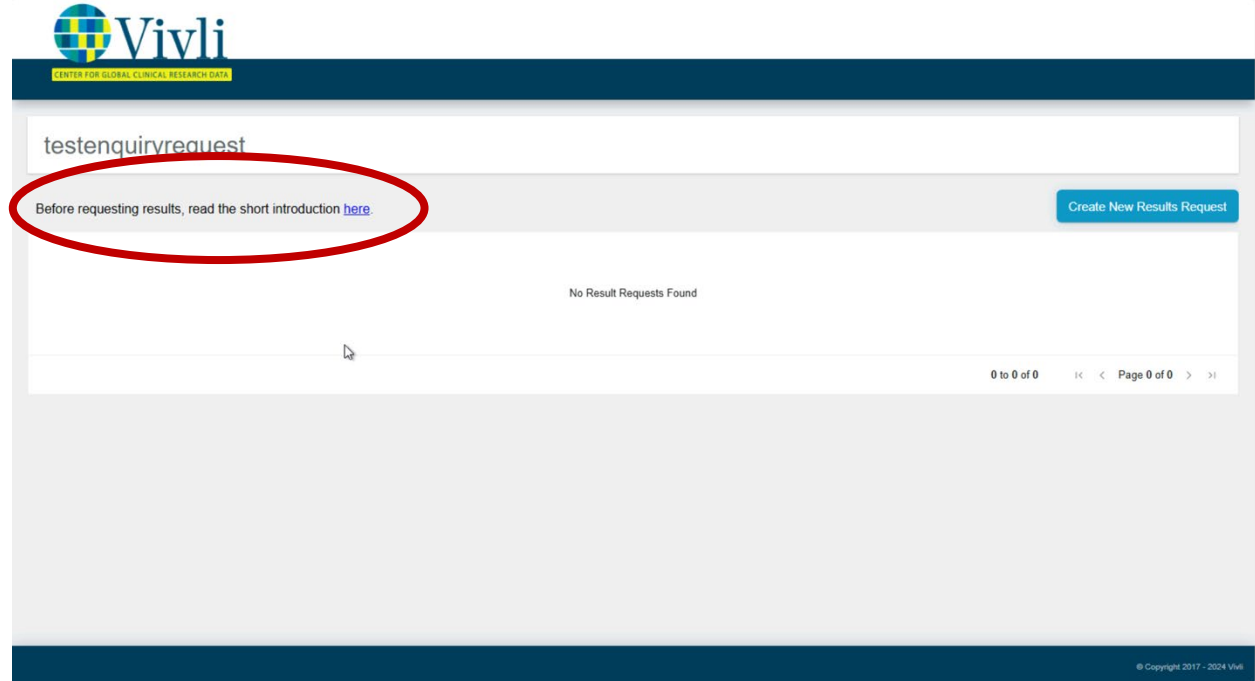 Vivli
CENTER FOR GLOBAL CLINICAL RESEARCH DATA
testenquiryrequest
Before requesting results, read the short introduction here.
Create New Results Request
No Result Requests Found
0 to 0 of 0 Page 0 of 0
© Copyright 2017 - 2024 Vivli